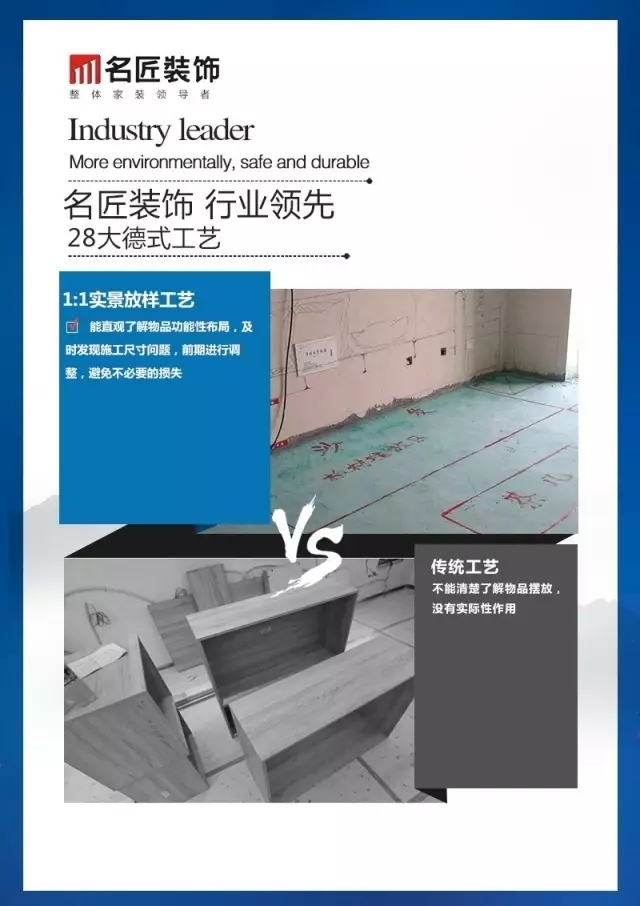 名匠装饰
整体家装领导者
Industry leader
More environmentally, safe and durable
名匠装饰 行业领先
28大德式工艺
1:1实景放样工艺
能直观了解物品功能性布局，及
时发现施工尺寸问题，前期进行调
整，避免不必要的损失
沙发
茶几
VS
传统工艺
不能清楚了解物品摆放，
没有实际性作用